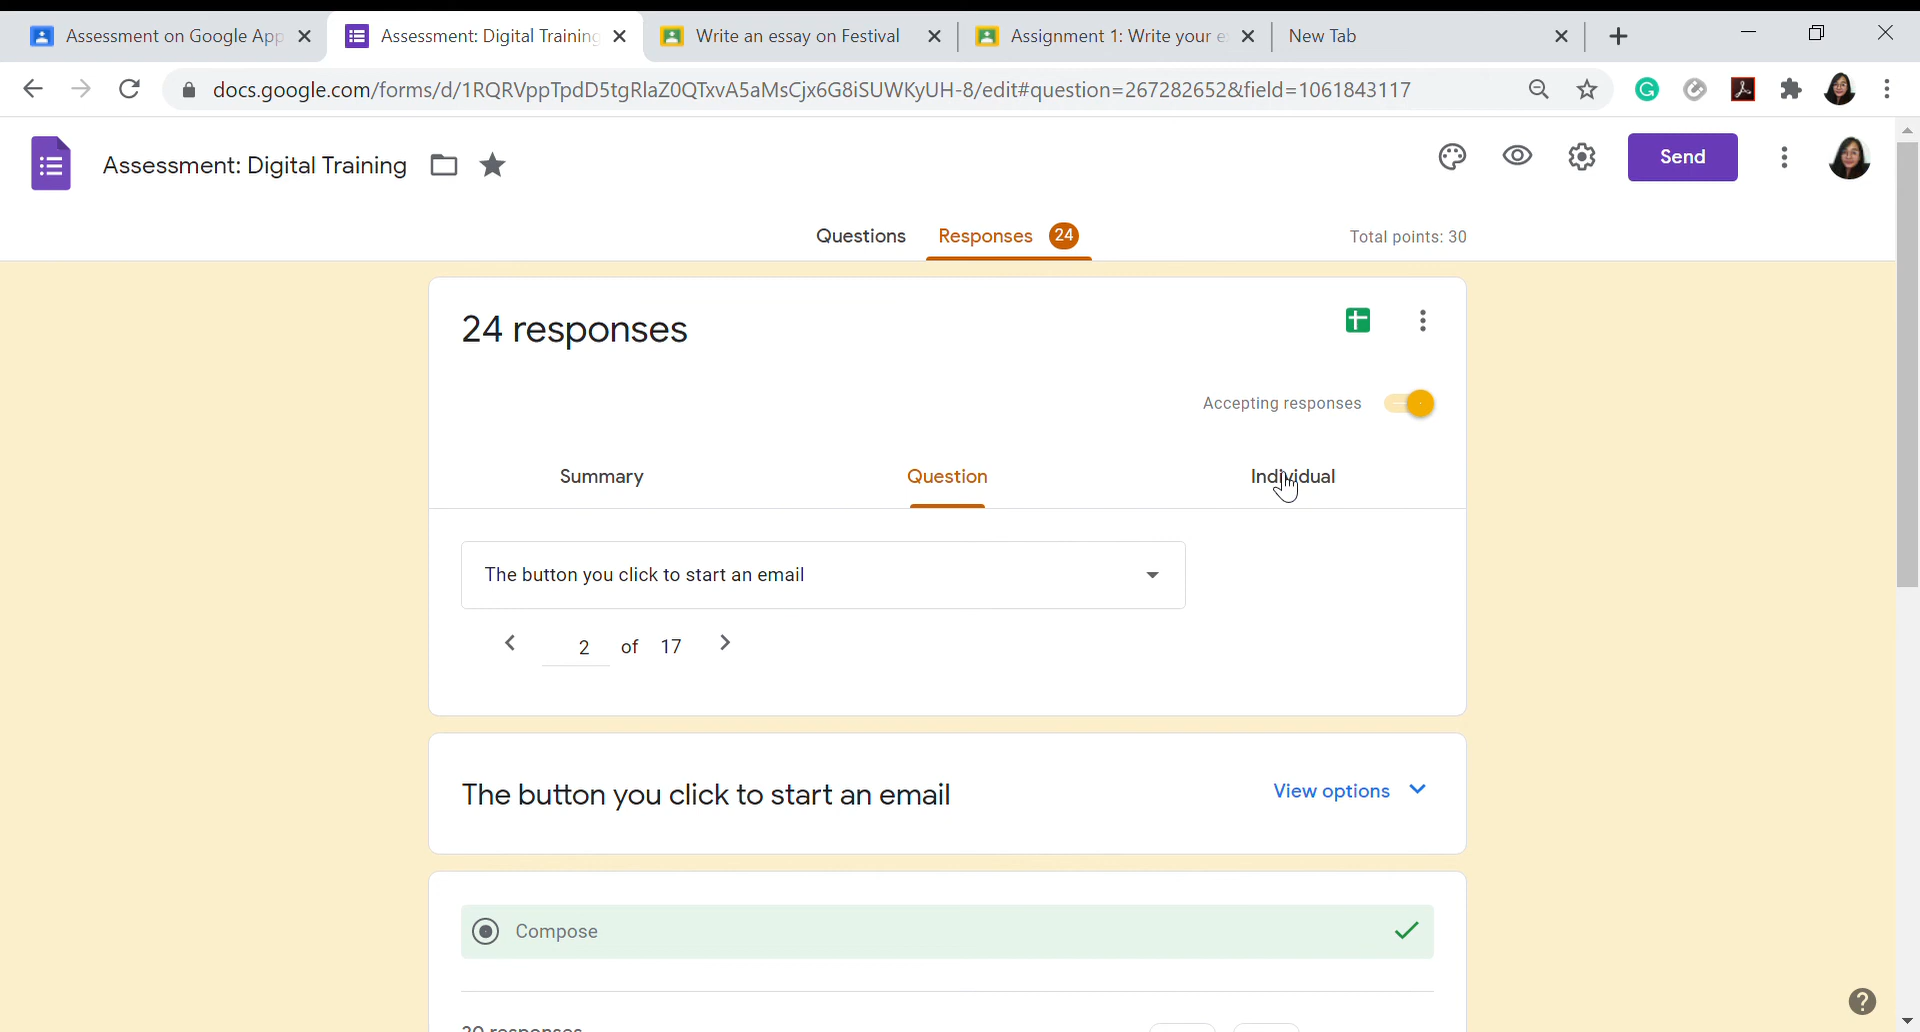 Assessment on Google App
Assessment: Digital Training
Write an essay on Festival
Assignment 1: Write your e
New Tab
docs.google.com/forms/d/1RQRVppTpdD5tgRlaZ0QTxvA5aMsCjx6G8iSUWKyUH-8/edit#question=267282652&field=1061843117
Assessment: Digital Training
Send
Questions
Responses 24
Total points: 30
24 responses
Accepting responses
Summary
Question
Individual
The button you click to start an email
2 of 17
The button you click to start an email
View options
Compose